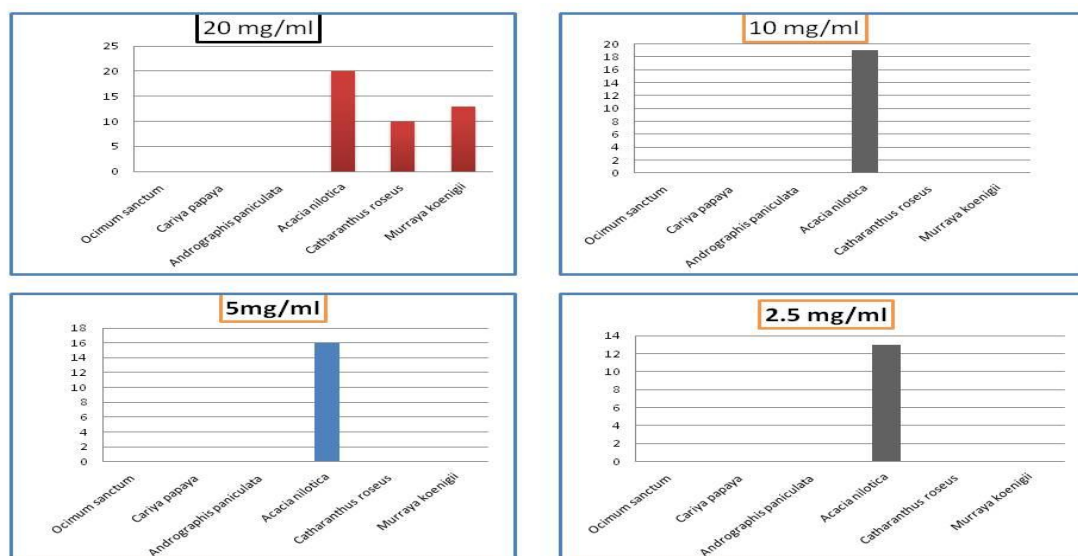 20 mg/ml
25
20
15
10
5
0
Ocimum sanctum
Cariya papaya
Andrographis paniculata
Acacia nilotica
Catharanthus roseus
Murraya koenigii
10 mg/ml
20
18
16
14
12
10
8
6
4
2
0
Ocimum sanctum
Cariya papaya
Andrographis paniculata
Acacia nilotica
Catharanthus roseus
Murraya koenigii
5mg/ml
18
16
14
12
10
8
6
4
2
0
Ocimum sanctum
Cariya papaya
Andrographis paniculata
Acacia nilotica
Catharanthus roseus
Murraya koenigii
2.5 mg/ml
14
12
10
8
6
4
2
0
Ocimum sanctum
Cariya papaya
Andrographis paniculata
Acacia nilotica
Catharanthus roseus
Murraya koenigii